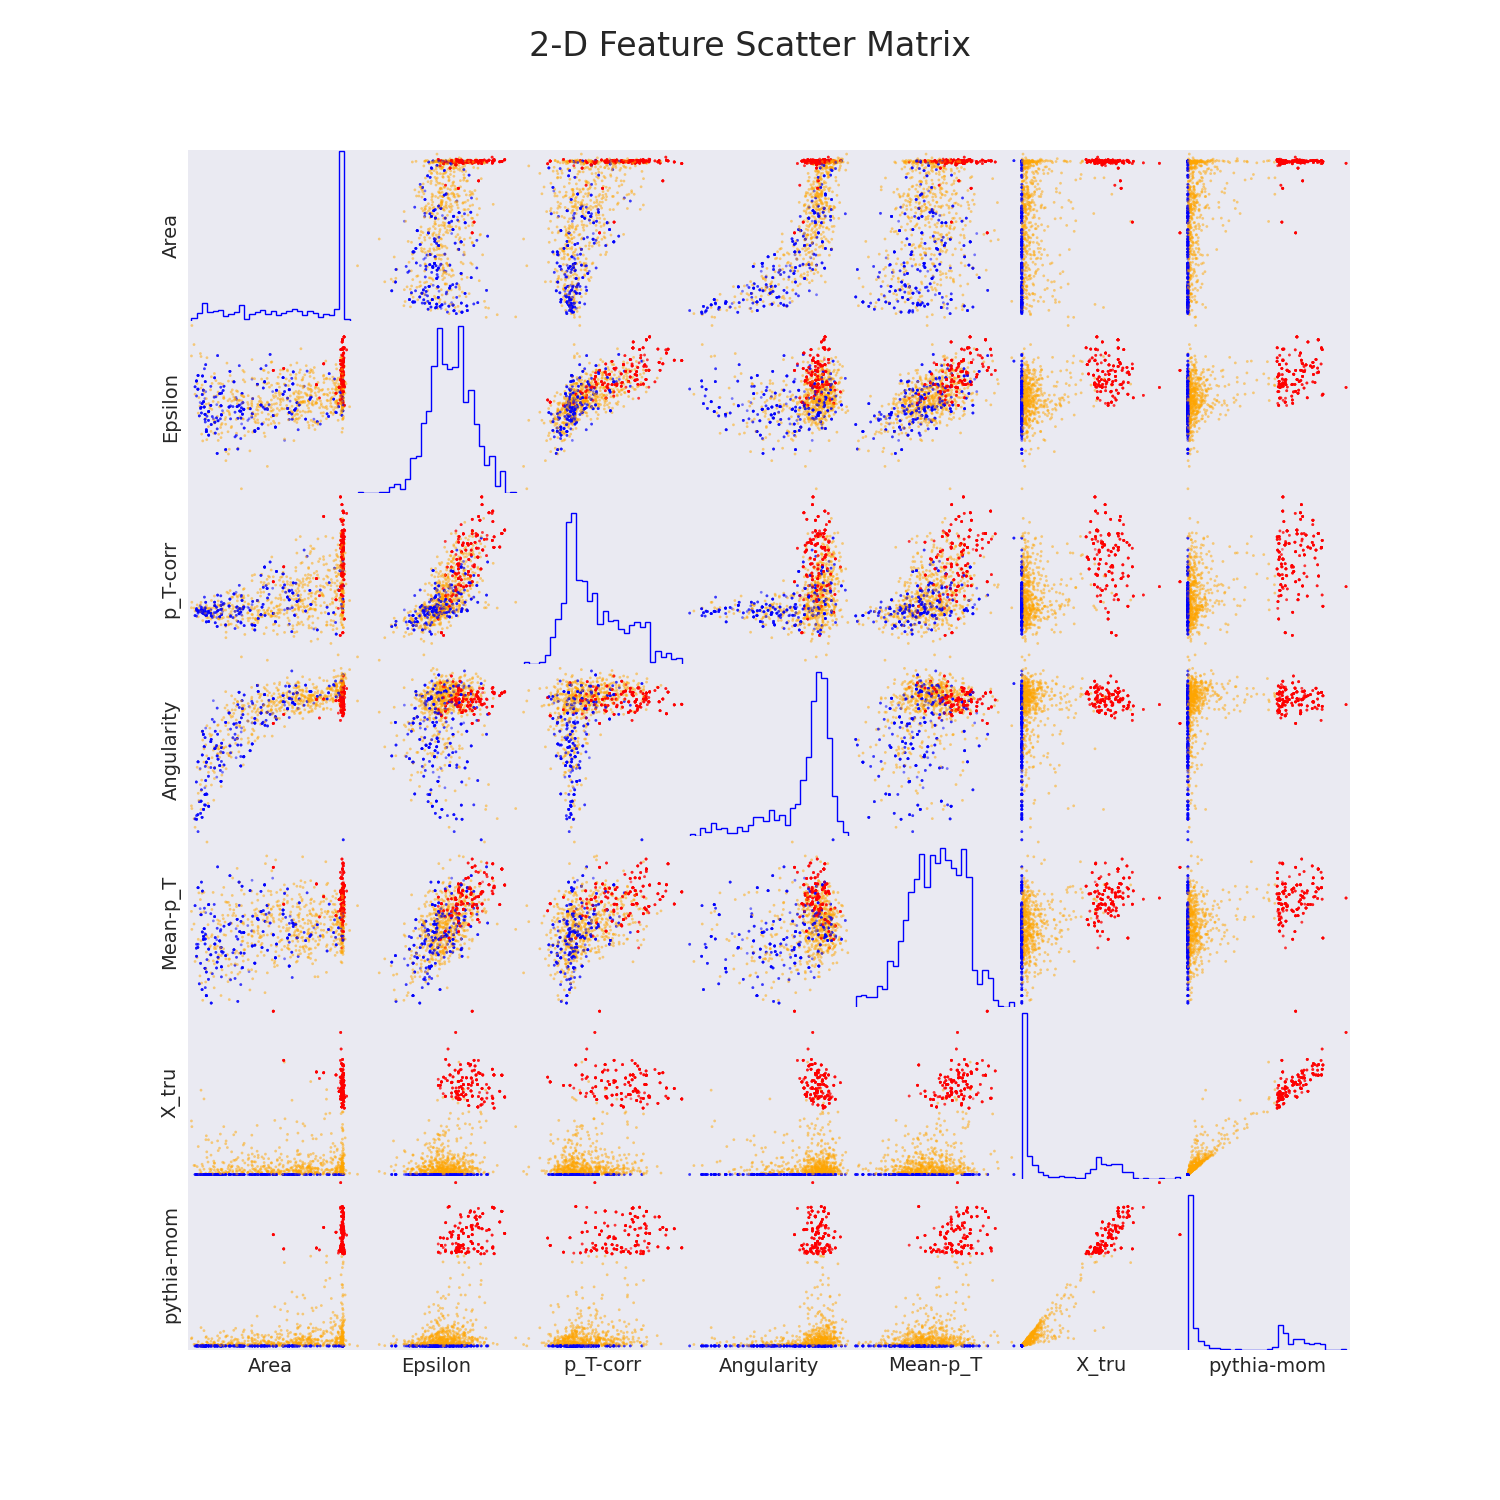 2-D Feature Scatter Matrix
Area
Epsilon
p_T-corr
Angularity
Mean-p_T
X_tru
pythia-mom
Area
Epsilon
p_T-corr
Angularity
Mean-p_T
X_tru
pythia-mom